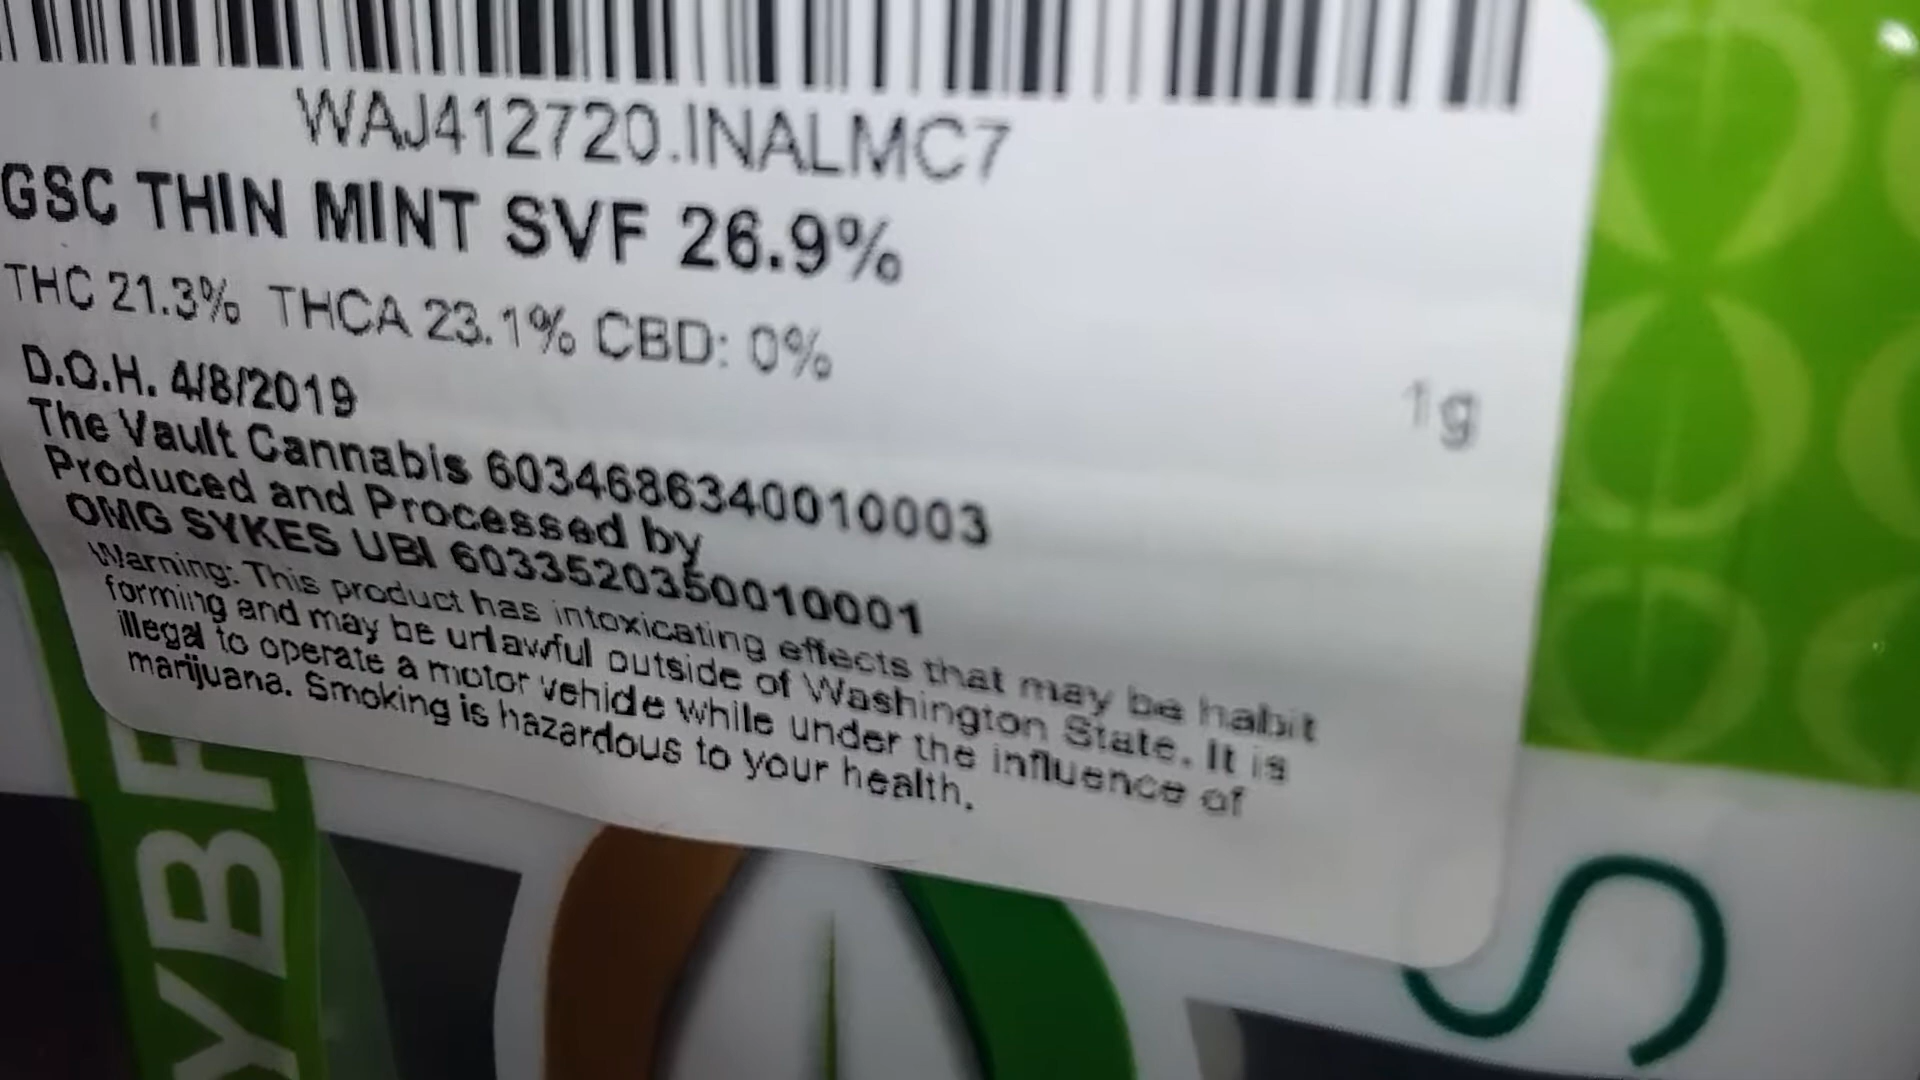 WAJ412720.INALMC7
GSC THIN MINT SVF 26.9%
THC 21.3% THCA 23.1% CBD: 0%
1g
D.O.H. 4/8/2019
The Vault Cannabis 6034686340010003
Produced and Processed by
OMG SYKES UBI 6033520350010001
Warning: This product has intoxicating effects that may be habit
forming and may be unlawful outside of Washington State. It is
illegal to operate a motor vehicle while under the influence of
marijuana. Smoking is hazardous to your health.
YBR
S